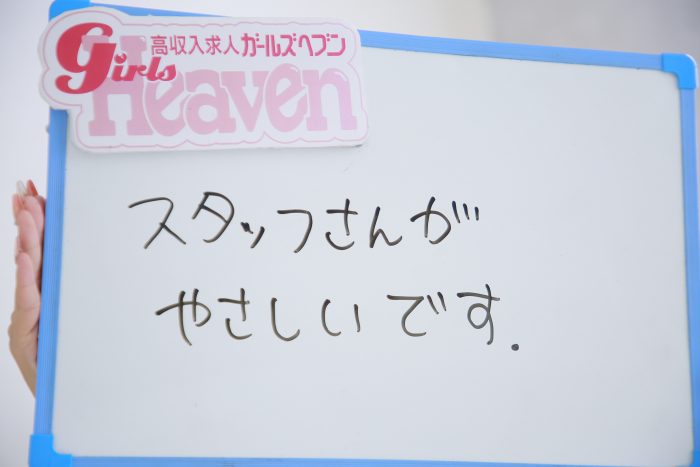 高収入求人ガールズヘブン
Girls
Heaven
スタッフさんが
やさしいです.